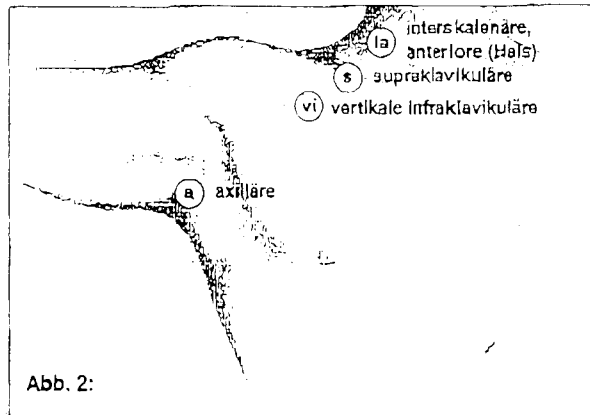 ia interskalenäre,
anteriore (Hals)
s supraklavikuläre
vi vertikale infraklavikuläre
a axilläre
Abb. 2: